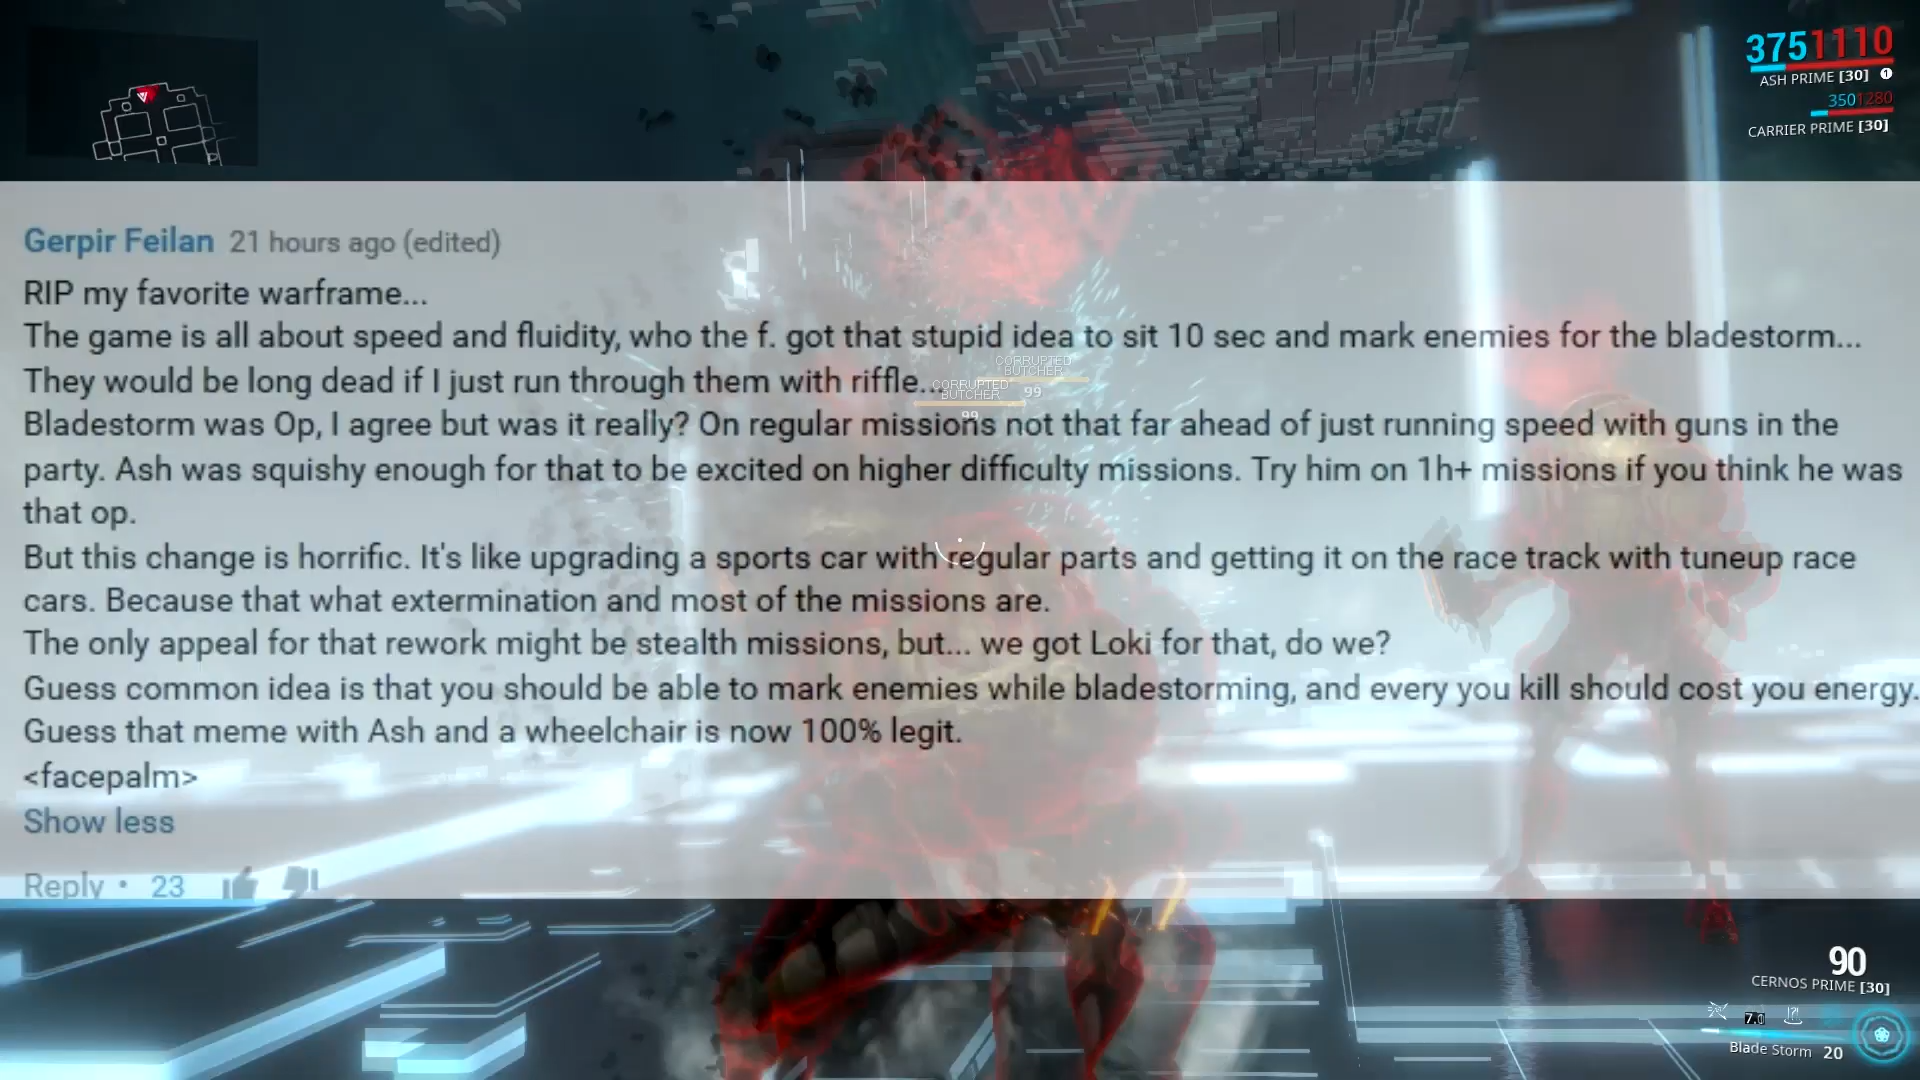 3751110
ASH PRIME [30] 1
3501280
CARRIER PRIME [30]
Gerpir Feilan 21 hours ago (edited)
RIP my favorite warframe...
The game is all about speed and fluidity, who the f. got that stupid idea to sit 10 sec and mark enemies for the bladestorm...
They would be long dead if I just run through them with riffle...
Bladestorm was Op, I agree but was it really? On regular missions not that far ahead of just running speed with guns in the
party. Ash was squishy enough for that to be excited on higher difficulty missions. Try him on 1h+ missions if you think he was
that op.
But this change is horrific. It's like upgrading a sports car with regular parts and getting it on the race track with tuneup race
cars. Because that what extermination and most of the missions are.
The only appeal for that rework might be stealth missions, but... we got Loki for that, do we?
Guess common idea is that you should be able to mark enemies while bladestorming, and every you kill should cost you energy.
Guess that meme with Ash and a wheelchair is now 100% legit.
<facepalm>
Show less
Reply • 23
CORRUPTED
BUTCHER
99
CORRUPTED
BUTCHER
99
90
CERNOS PRIME [30]
7.0
Blade Storm 20